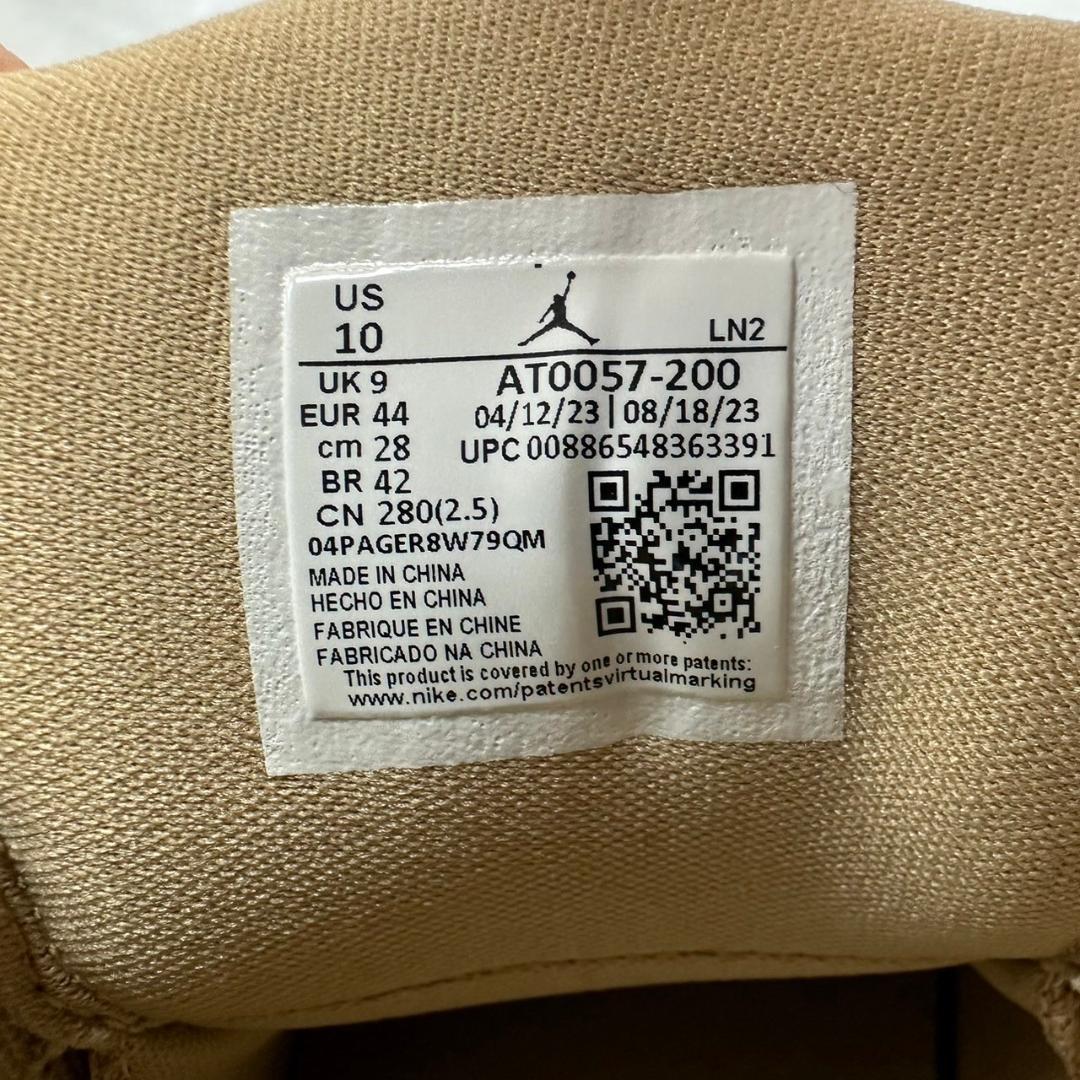 US
10
LN2
UK 9
AT0057-200
EUR 44
04/12/23 | 08/18/23
cm 28
UPC 00886548363391
BR 42
CN 280(2.5)
04PAGER8W79QM
MADE IN CHINA
HECHO EN CHINA
FABRIQUE EN CHINE
FABRICADO NA CHINA
This product is covered by one or more patents:
www.nike.com/patentsvirtualmarking